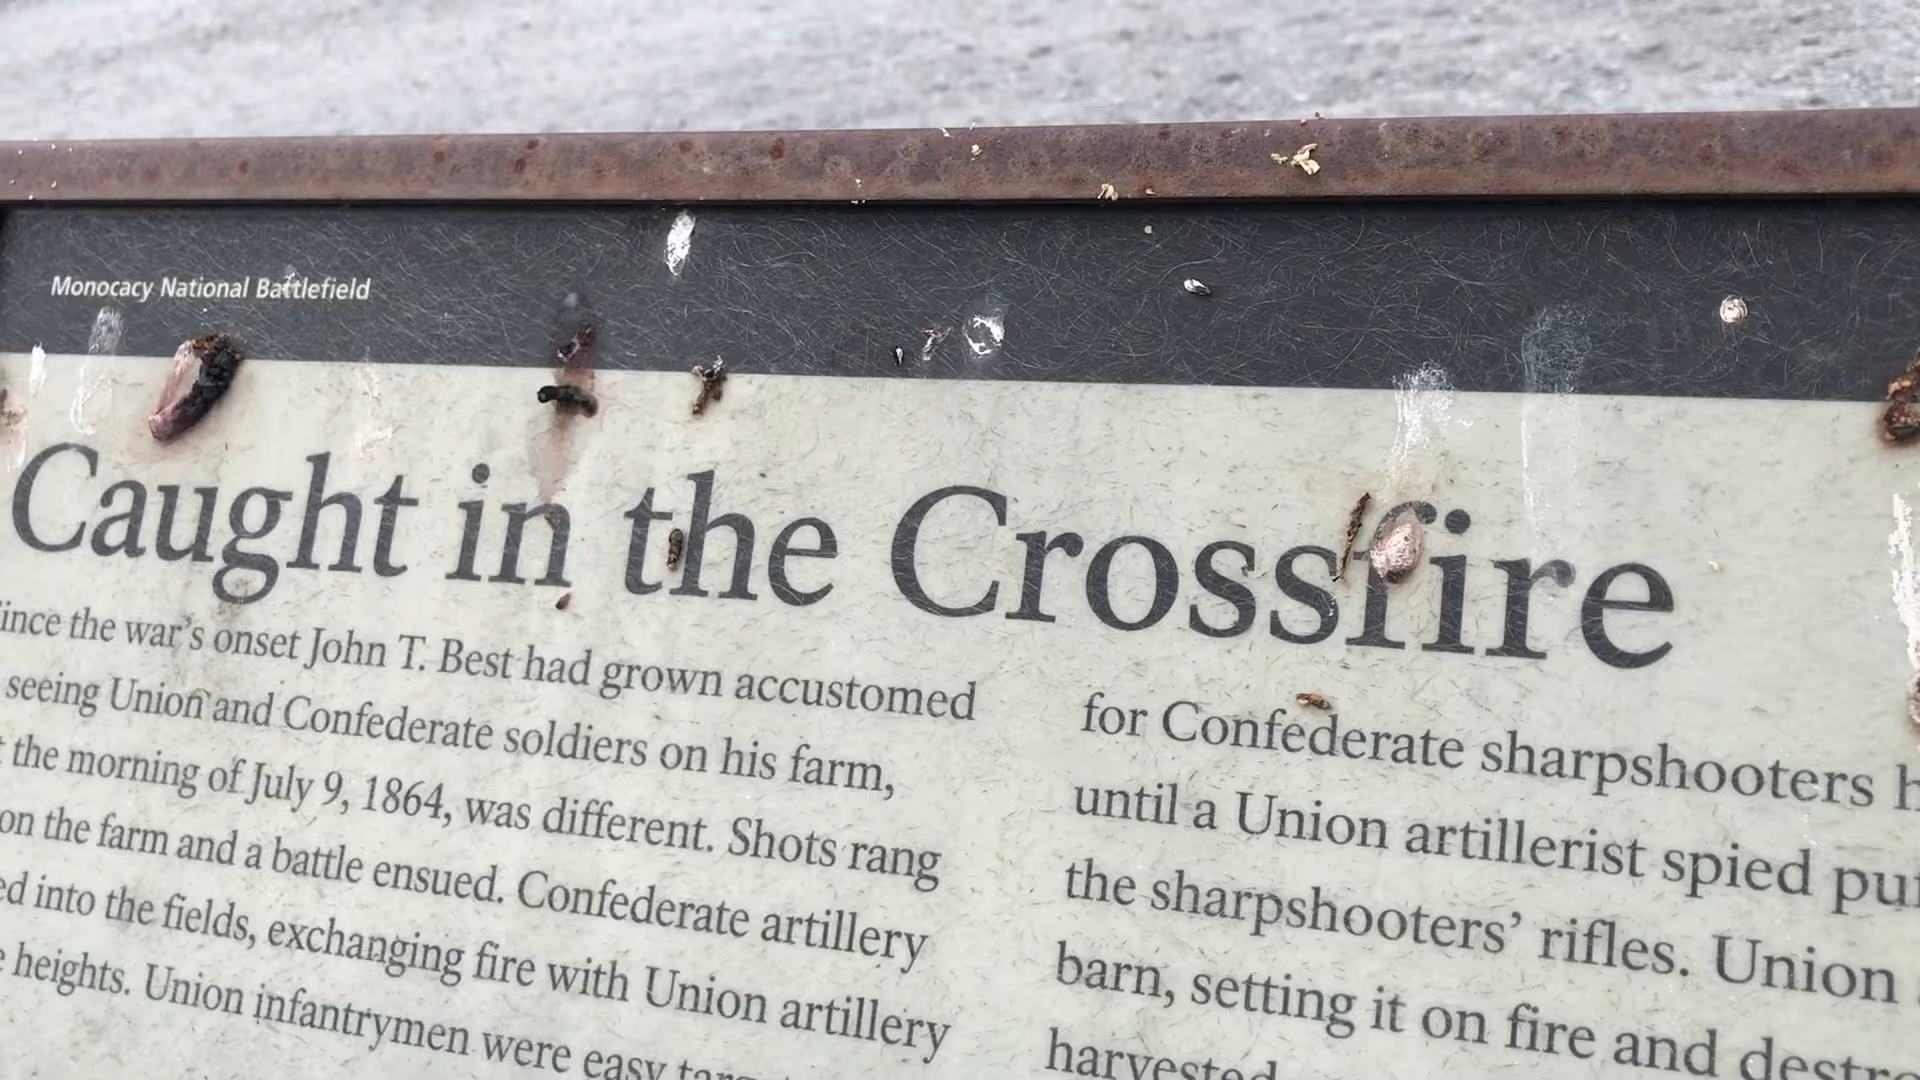 Monocacy National Battlefield
Caught in the Crossfire
ince the war's onset John T. Best had grown accustomed
seeing Union and Confederate soldiers on his farm,
the morning of July 9, 1864, was different. Shots rang
on the farm and a battle ensued. Confederate artillery
ed into the fields, exchanging fire with Union artillery
heights. Union infantrymen were easy
for Confederate sharpshooters
until a Union artillerist spied
the sharpshooters' rifles. Union
barn, setting it on fire and
harvested